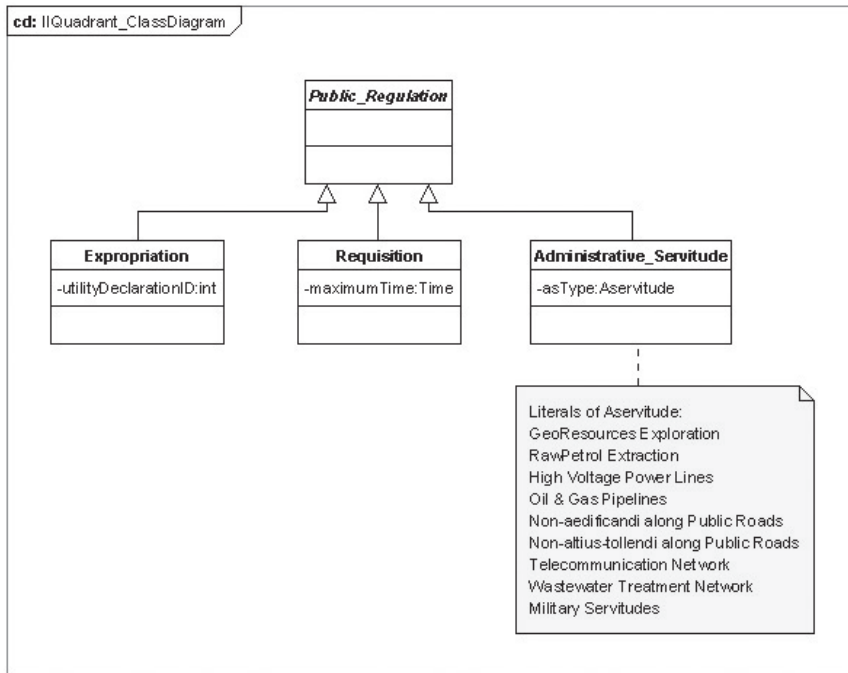 cd: IIQuadrant_ClassDiagram
Public_Regulation
Expropriation
-utilityDeclarationID:int
Requisition
-maximumTime:Time
Administrative_Servitude
-asType:Aservitude
Literals of Aservitude:
GeoResources Exploration
RawPetrol Extraction
High Voltage Power Lines
Oil & Gas Pipelines
Non-aedificandi along Public Roads
Non-altius-tollendi along Public Roads
Telecommunication Network
Wastewater Treatment Network
Military Servitudes